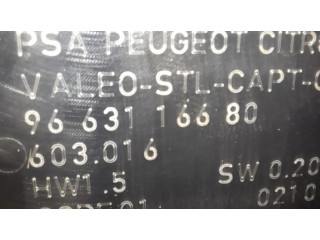 PSA PEUGEOT CITR
VALEO-STL-CAPT-
96 631 166 80
603.016
HW1.5 SW 0.20
0210